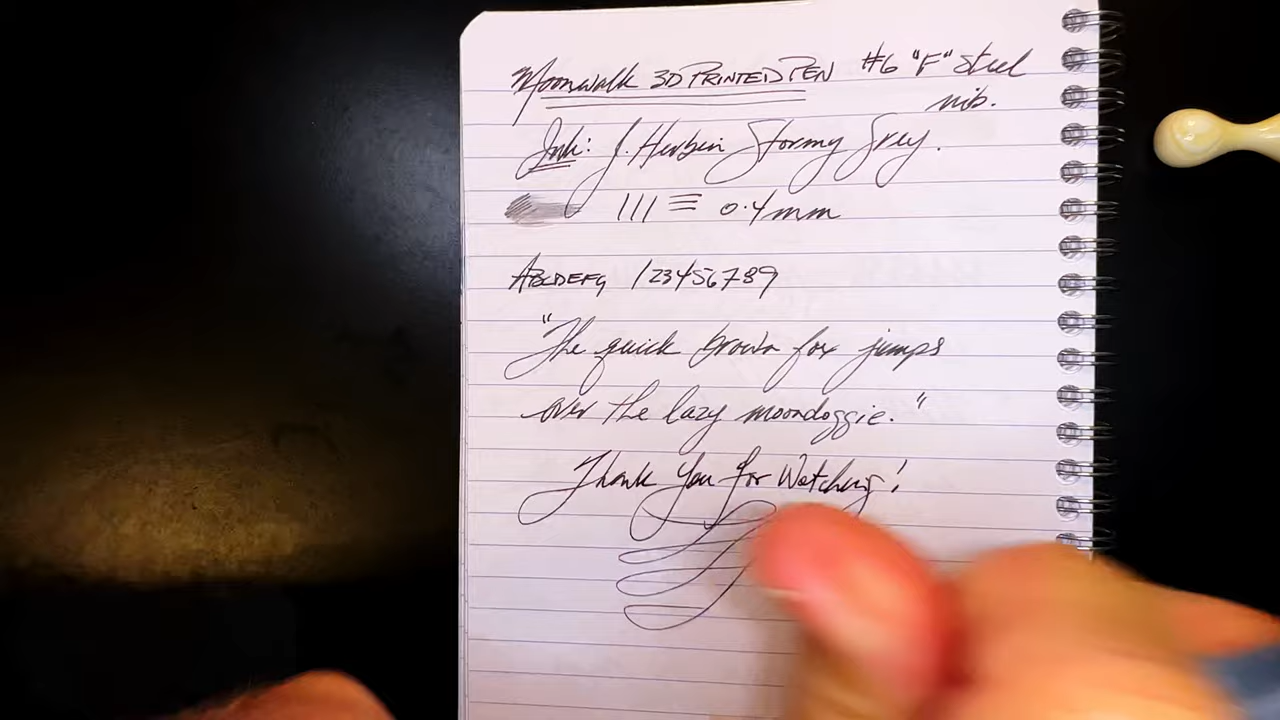 Moonwalk 3D PRINTED PEN #6 "F" Steel
nib.
Ink: J. Herbin Stormy Grey.
111 ≡ 0.4mm
ABCDEFG 123456789
"The quick brown fox jumps
over the lazy moondoggie."
Thank You for Watching!